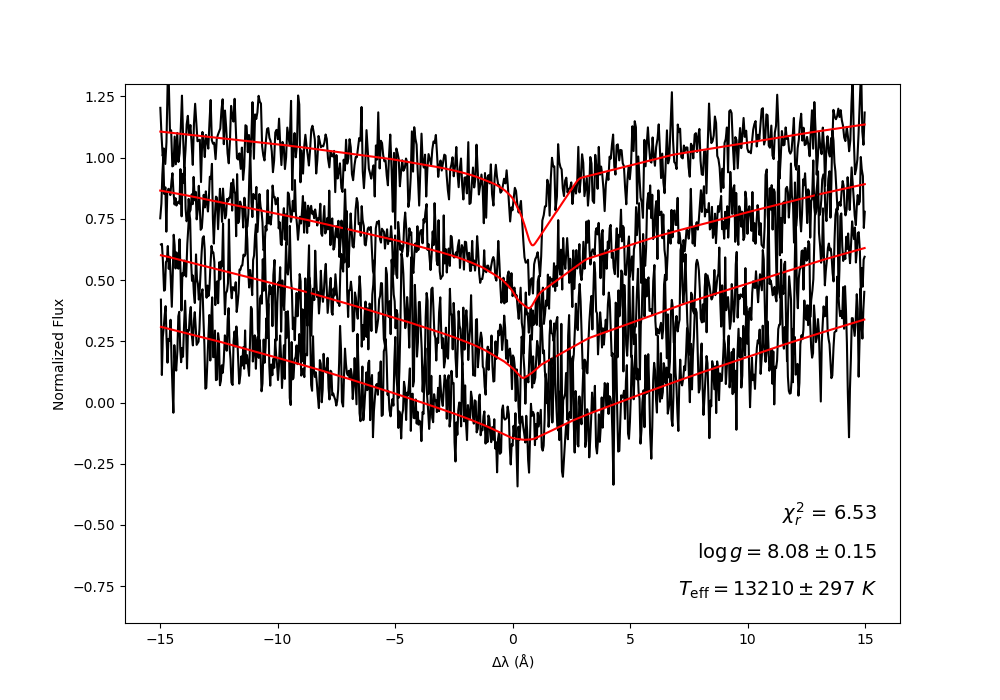 1.25
1.00
0.75
0.50
0.25
0.00
−0.25
−0.50
−0.75
Normalized Flux
χ²ᵣ = 6.53
log g = 8.08 ± 0.15
T_eff = 13210 ± 297 K
−15 −10 −5 0 5 10 15
Δλ (Å)